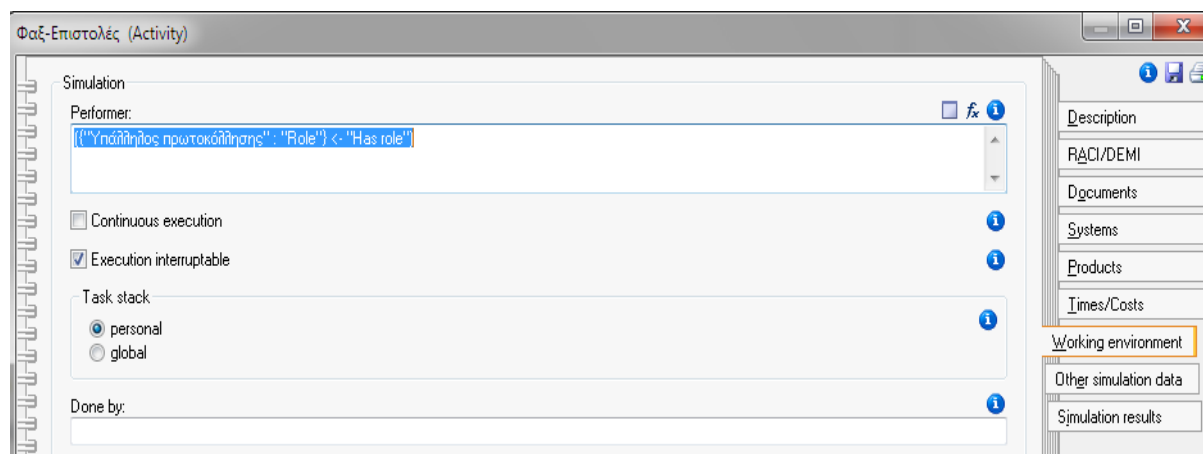 Φαξ-Επιστολές (Activity)
Simulation
Performer:
({"Υπάλληλος πρωτοκόλλησης" : "Role"} <- "Has role")
Continuous execution
Execution interruptable
Task stack
personal
global
Done by:
Description
RACI/DEMI
Documents
Systems
Products
Times/Costs
Working environment
Other simulation data
Simulation results